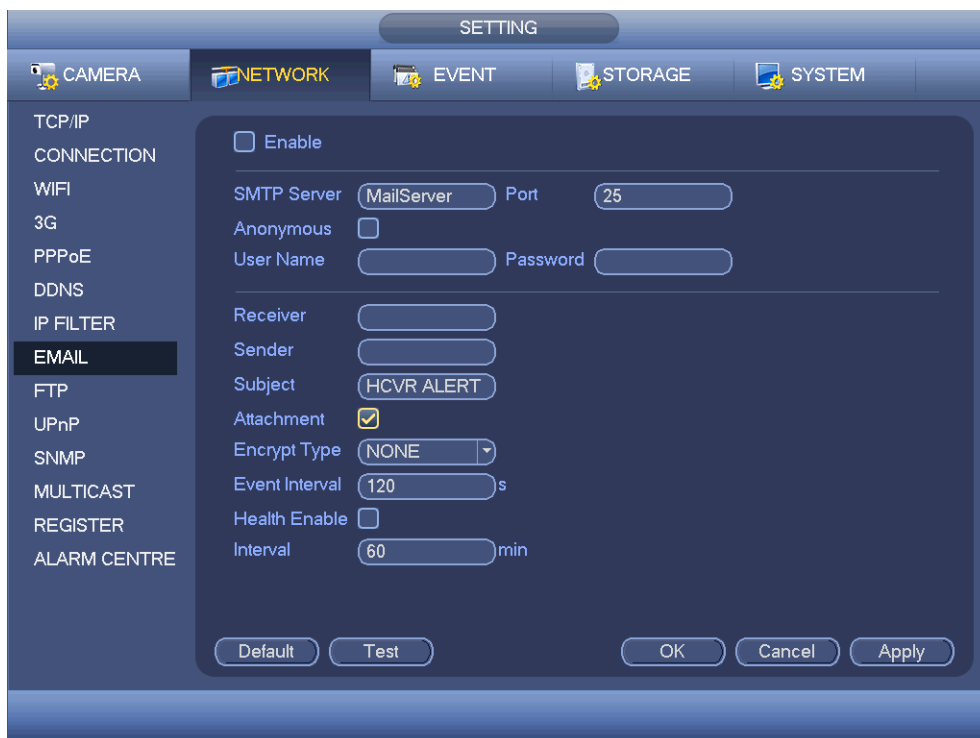 SETTING
CAMERA NETWORK EVENT STORAGE SYSTEM
TCP/IP
CONNECTION
WIFI
3G
PPPoE
DDNS
IP FILTER
EMAIL
FTP
UPnP
SNMP
MULTICAST
REGISTER
ALARM CENTRE
Enable
SMTP Server MailServer Port 25
Anonymous
User Name Password
Receiver
Sender
Subject HCVR ALERT
Attachment
Encrypt Type NONE
Event Interval 120 s
Health Enable
Interval 60 min
Default Test OK Cancel Apply